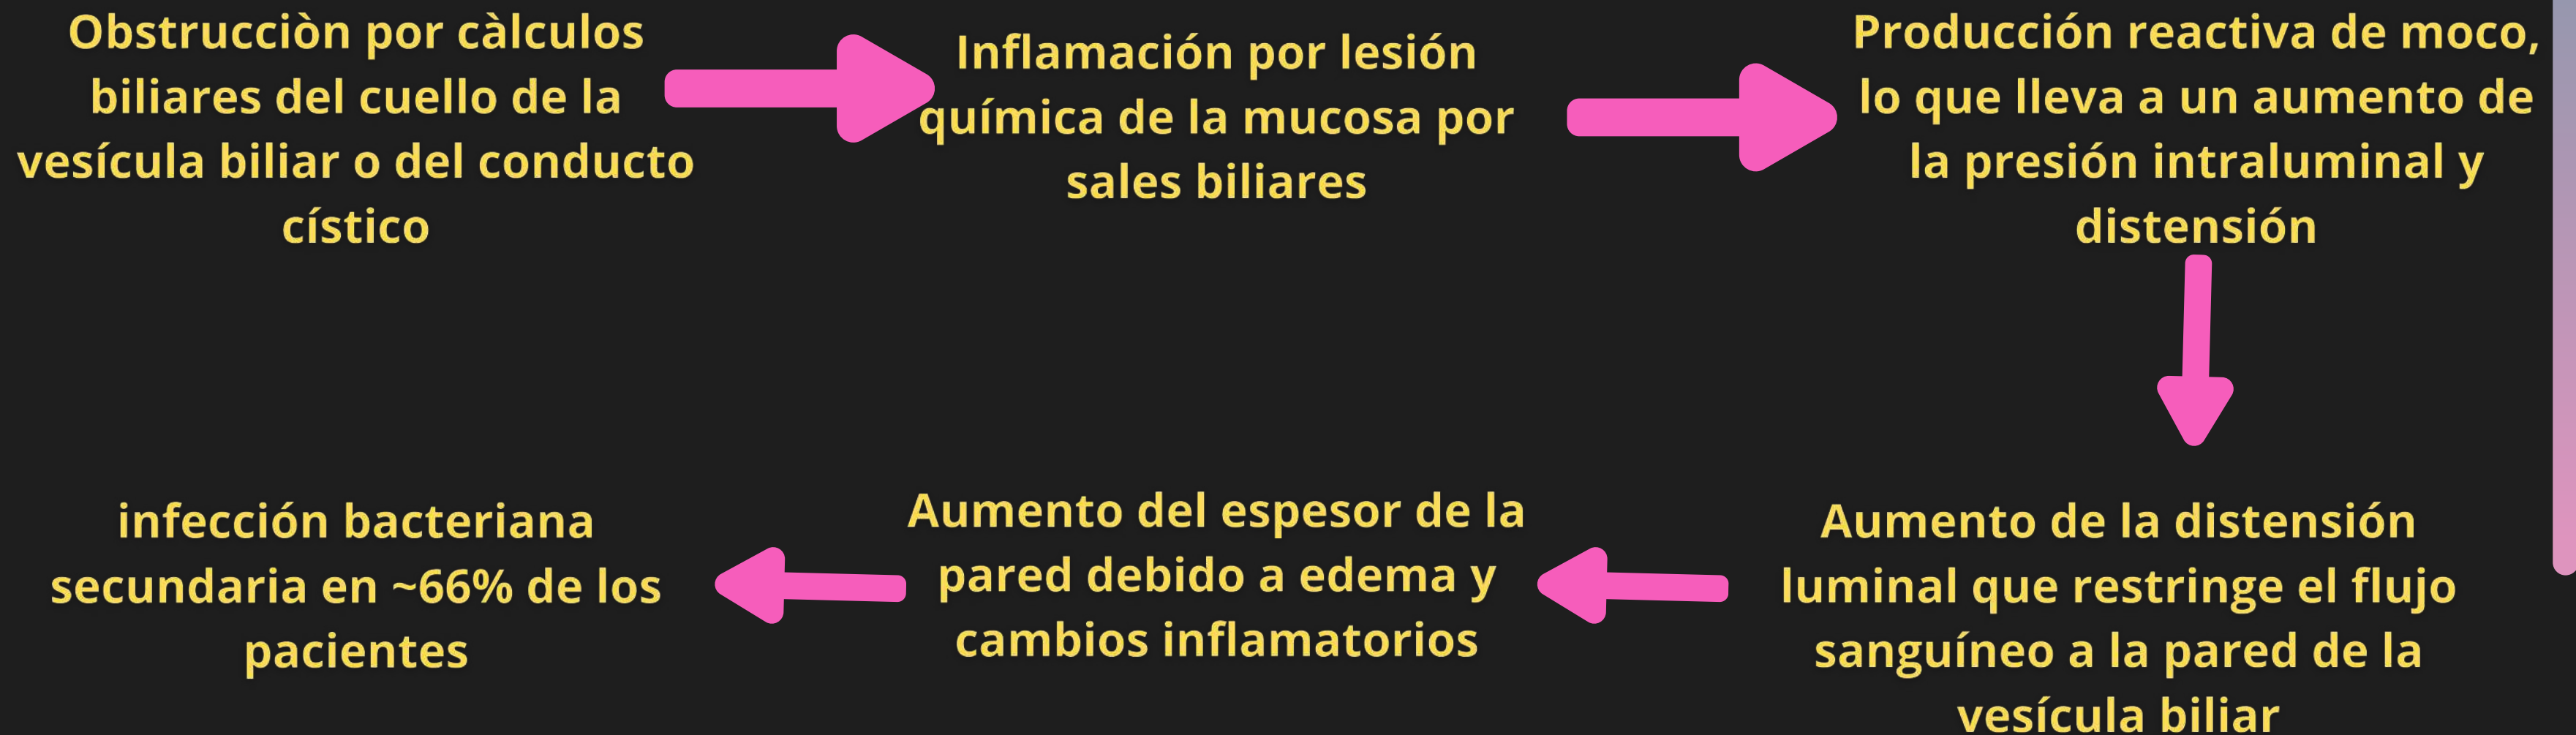 Obstrucciòn por càlculos
biliares del cuello de la
vesícula biliar o del conducto
cístico
Inflamación por lesión
química de la mucosa por
sales biliares
Producción reactiva de moco,
lo que lleva a un aumento de
la presión intraluminal y
distensión
Aumento de la distensión
luminal que restringe el flujo
sanguíneo a la pared de la
vesícula biliar
Aumento del espesor de la
pared debido a edema y
cambios inflamatorios
infección bacteriana
secundaria en ~66% de los
pacientes